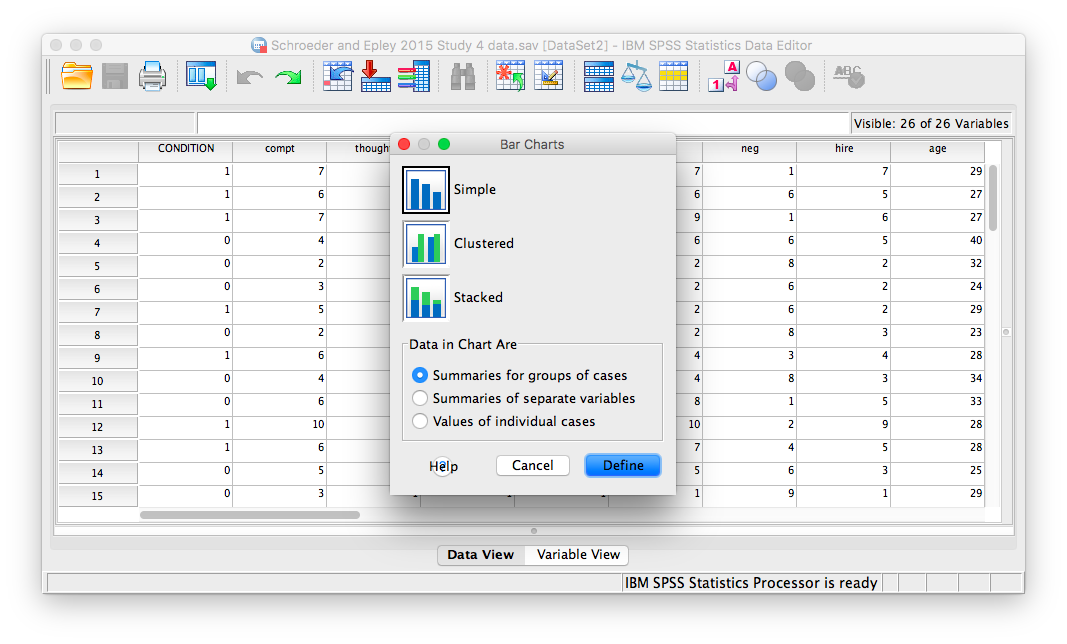 Schroeder and Epley 2015 Study 4 data.sav [DataSet2] - IBM SPSS Statistics Data Editor
A
1
ABC
Visible: 26 of 26 Variables
CONDITION compt though neg hire age
1 1 7 7 1 7 29
2 1 6 6 6 5 27
3 1 7 9 1 6 27
4 0 4 6 6 5 40
5 0 2 2 8 2 32
6 0 3 2 6 2 24
7 1 5 2 6 2 29
8 0 2 2 8 3 23
9 1 6 4 3 4 28
10 0 4 4 8 3 34
11 0 6 8 1 5 33
12 1 10 10 2 9 28
13 1 6 7 4 5 28
14 0 5 5 6 3 25
15 0 3 1 9 1 29
Bar Charts
Simple
Clustered
Stacked
Data in Chart Are
Summaries for groups of cases
Summaries of separate variables
Values of individual cases
Help Cancel Define
Data View Variable View
IBM SPSS Statistics Processor is ready